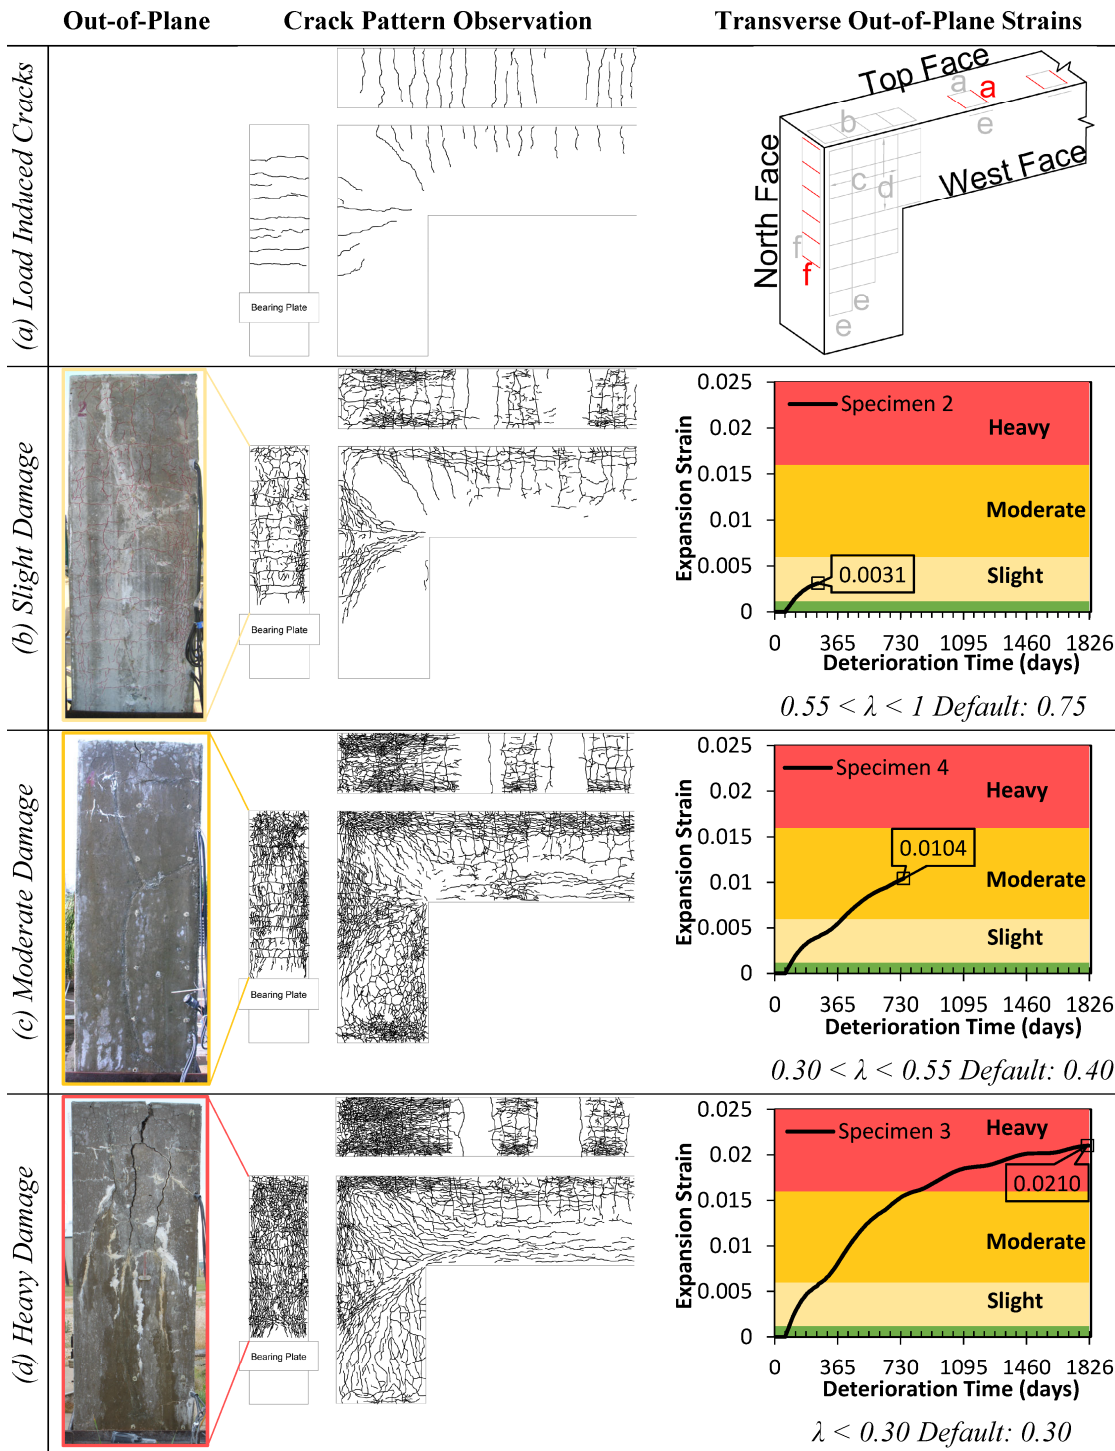 Out-of-Plane
Crack Pattern Observation
Transverse Out-of-Plane Strains
(a) Load Induced Cracks
Bearing Plate
Top Face
North Face
West Face
a
a
b
e
c
d
f
f
e
e
(b) Slight Damage
2
Bearing Plate
Expansion Strain
0.025
0.02
0.015
0.01
0.005
0
Specimen 2
Heavy
Moderate
Slight
0.0031
0 365 730 1095 1460 1826
Deterioration Time (days)
0.55 < λ < 1 Default: 0.75
(c) Moderate Damage
Bearing Plate
Expansion Strain
0.025
0.02
0.015
0.01
0.005
0
Specimen 4
Heavy
0.0104
Moderate
Slight
0 365 730 1095 1460 1826
Deterioration Time (days)
0.30 < λ < 0.55 Default: 0.40
(d) Heavy Damage
Bearing Plate
Expansion Strain
0.025
0.02
0.015
0.01
0.005
0
Specimen 3
Heavy
0.0210
Moderate
Slight
0 365 730 1095 1460 1826
Deterioration Time (days)
λ < 0.30 Default: 0.30